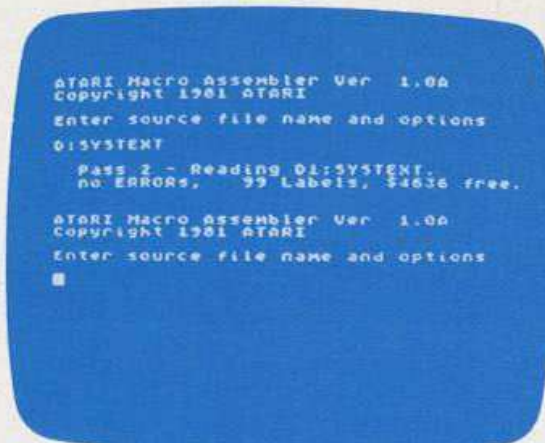 ATARI Macro Assembler Ver 1.0A
Copyright 1981 ATARI
Enter source file name and options
D:SYSTEXT
Pass 2 - Reading D1:SYSTEXT.
no ERRORs, 99 Labels, $4636 free.
ATARI Macro Assembler Ver 1.0A
Copyright 1981 ATARI
Enter source file name and options